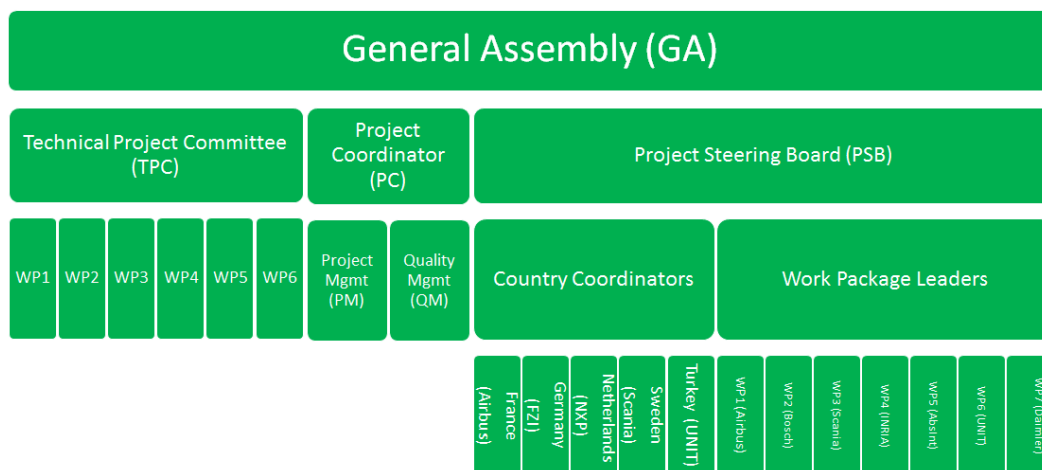 General Assembly (GA)
Technical Project Committee
(TPC)
Project
Coordinator
(PC)
Project Steering Board (PSB)
WP1
WP2
WP3
WP4
WP5
WP6
Project
Mgmt
(PM)
Quality
Mgmt
(QM)
Country Coordinators
Work Package Leaders
France
(Airbus)
Germany
(FZI)
Netherlands
(NXP)
Sweden
(Scania)
Turkey (UNIT)
WP1 (Airbus)
WP2 (Bosch)
WP3 (Scania)
WP4 (INRIA)
WP5 (AbsInt)
WP6 (UNIT)
WP7 (Daimler)